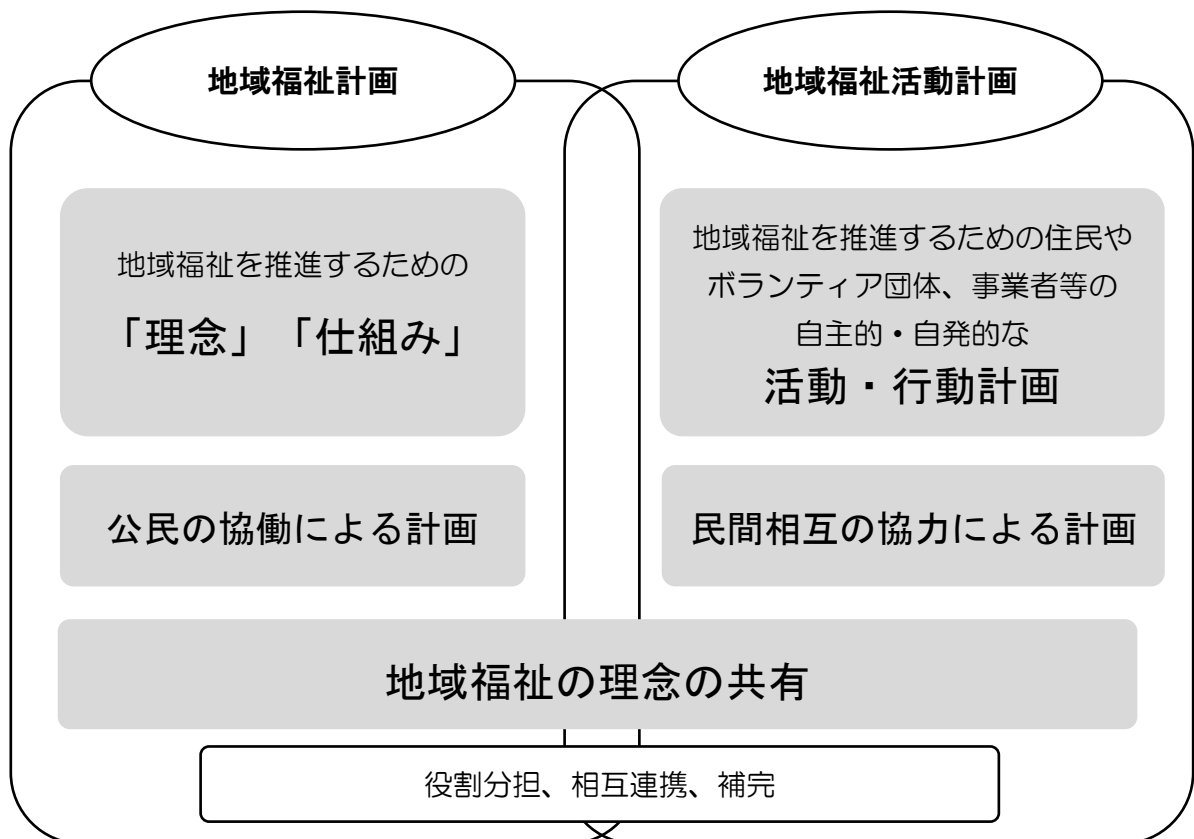 地域福祉計画
地域福祉活動計画
地域福祉を推進するための
「理念」「仕組み」
地域福祉を推進するための住民や
ボランティア団体、事業者等の
自主的・自発的な
活動・行動計画
公民の協働による計画
民間相互の協力による計画
地域福祉の理念の共有
役割分担、相互連携、補完